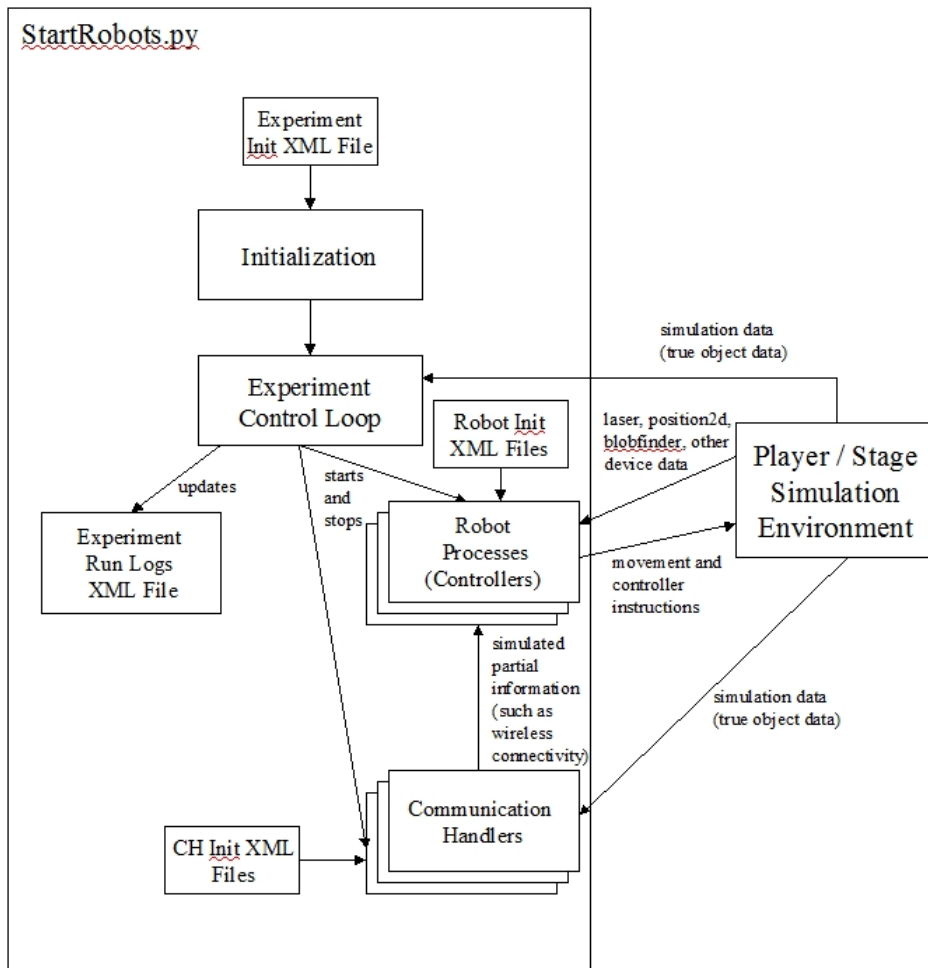 StartRobots.py
Experiment
Init XML File
Initialization
simulation data
(true object data)
Experiment
Control Loop
Robot Init
XML Files
laser, position2d,
blobfinder, other
device data
Player / Stage
Simulation
Environment
updates
starts
and
stops
Experiment
Run Logs
XML File
Robot
Processes
(Controllers)
movement and
controller
instructions
simulated
partial
information
(such as
wireless
connectivity)
simulation data
(true object data)
Communication
Handlers
CH Init XML
Files